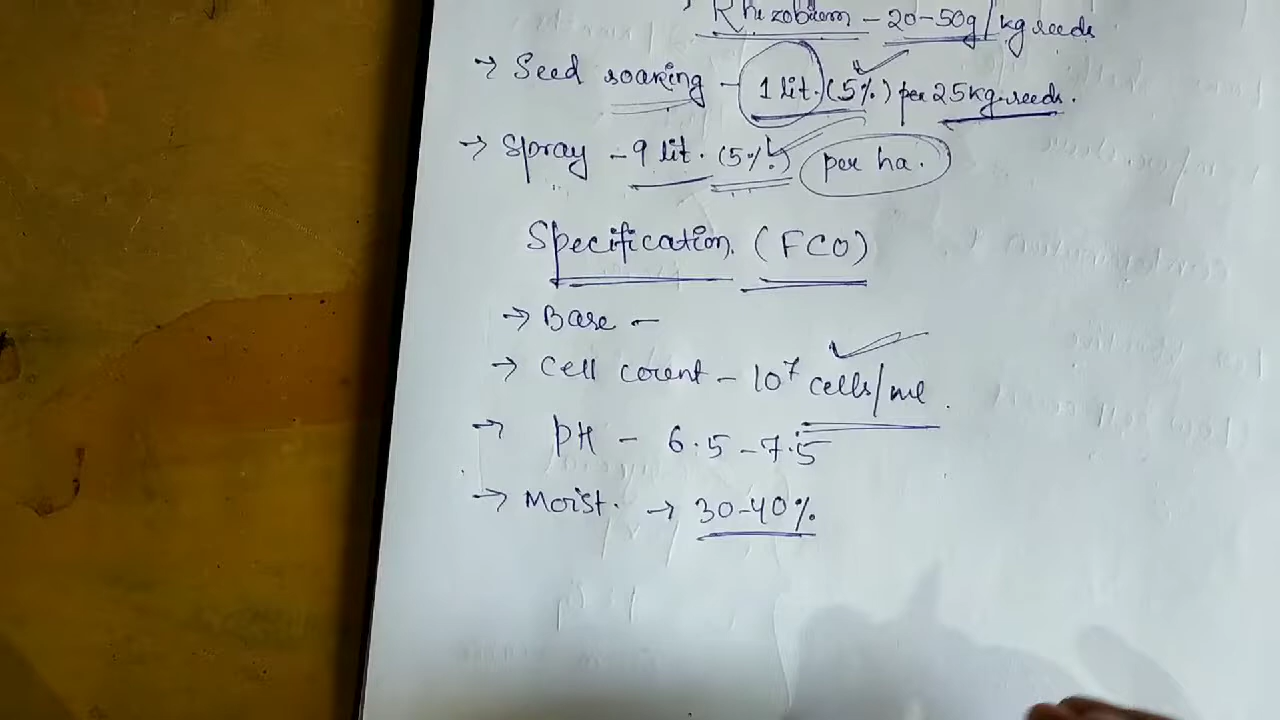 Rhizobium - 20-50g/kg seeds
→ Seed soaking - 1 lit. (5%) per 25kg seeds.
→ Spray - 9 lit. (5%) per ha.
Specification (FCO)
→ Base -
→ Cell count - 10⁷ cells/ml.
→ PH - 6.5 - 7.5
→ Moist. → 30-40%.